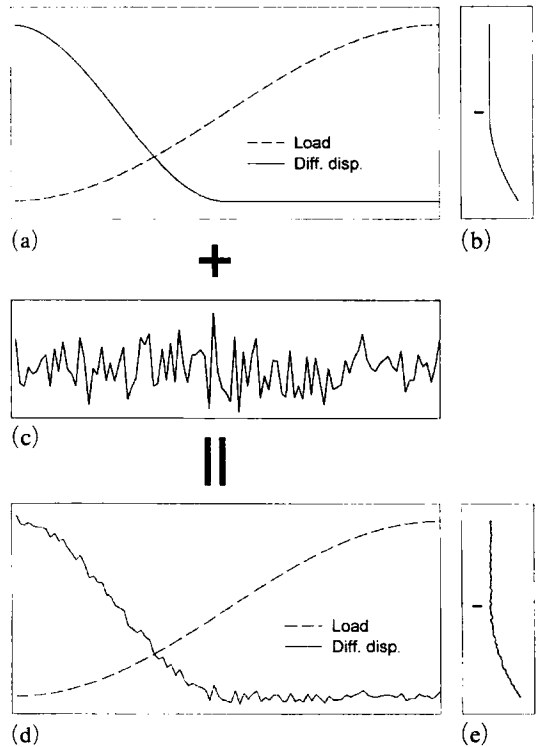 Load
Diff. disp.
(a)
(b)
+
(c)
(d)
Load
Diff. disp.
(e)